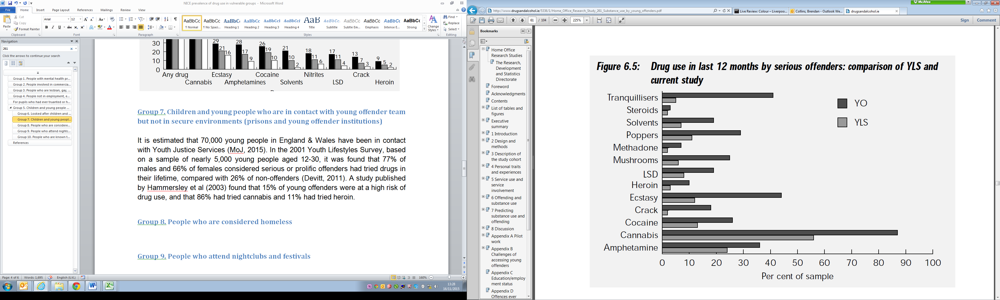 NICE prevalence of drug use in vulnerable groups - Microsoft Word
File Home Insert Page Layout References Mailings Review View
Paste
Cut
Copy
Format Painter
Clipboard
Arial 12
Font
Paragraph
AaBbCc AaBbCc AaBbC AaBbCc AaBbCcI AaBbCcI AaB AaBbCc. AaBbCc. AaBbCc AaBbCc AaBbCc
¶ Normal ¶ No Spaci... Heading 1 Heading 2 Heading 3 Heading 4 Title Subtitle Subtle Em... Emphasis Intense E... Strong
Styles
Change Styles
Find
Replace
Select
Editing
Navigation
261
Click the arrows to continue your search
Group 1. People with mental health pr...
Group 2. People involved in commercia...
Group 3. People who are lesbian, gay, ...
Group 4. People not in employment, e...
For pupils who had ever truanted or h...
Group 5. Children and young people ...
Group 6. Looked after children and ...
Group 7. Children and young peopl...
Group 8. People who are considere...
Group 9. People who attend nightc...
Group 10. People who are known t...
References
30
20
10
0
29 21 16 28 17 9 26 19 10 21 10 2 18 11 6 17 11 4 13 7 3 9 5 2
Any drug Ecstasy Cocaine Nitrites Crack
Cannabis Amphetamines Solvents LSD Heroin
Group 7. Children and young people who are in contact with young offender team
but not in secure environments (prisons and young offender institutions)
It is estimated that 70,000 young people in England & Wales have been in contact
with Youth Justice Services (MoJ, 2015). In the 2001 Youth Lifestyles Survey, based
on a sample of nearly 5,000 young people aged 12-30, it was found that 77% of
males and 66% of females considered serious or prolific offenders had tried drugs in
their lifetime, compared with 26% of non-offenders (Devitt, 2011). A study published
by Hammersley et al (2003) found that 15% of young offenders were at a high risk of
drug use, and that 86% had tried cannabis and 11% had tried heroin.
Group 8. People who are considered homeless
Group 9. People who attend nightclubs and festivals
Page: 4 of 6 Words: 1,695 English (U.K.) 160%
13:28
16/11/2015
McAfee
http://www.drugsandalcohol.ie/5336/1/Home_Office_Research_Study_261_Substance_use_by_young_offenders.pdf
Live Review: Colour – Liverpoo...
Collins, Brendan - Outlook We...
drugsandalcohol.ie
61 / 104 225%
Sign Comment
Bookmarks
Home Office
Research Studies
The Research,
Development
and Statistics
Directorate
Foreword
Acknowledgments
Contents
List of tables and
figures
Executive
summary
1 Introduction
2 Design and
methods
3 Description of
the study cohort
4 Personal traits
and experiences
5 Service use and
service
involvement
6 Offending and
substance use
7 Predicting
substance use and
offending
8 Discussion
Appendix A Pilot
work
Appendix B
Challenges of
accessing young
offenders
Appendix C
Education/employ
ment status
Appendix D
Offences ever
Figure 6.5: Drug use in last 12 months by serious offenders: comparison of YLS and
current study
Tranquillisers
Steroids
Solvents
Poppers
Methadone
Mushrooms
LSD
Heroin
Ecstasy
Crack
Cocaine
Cannabis
Amphetamine
YO
YLS
0 10 20 30 40 50 60 70 80 90 100
Per cent of sample